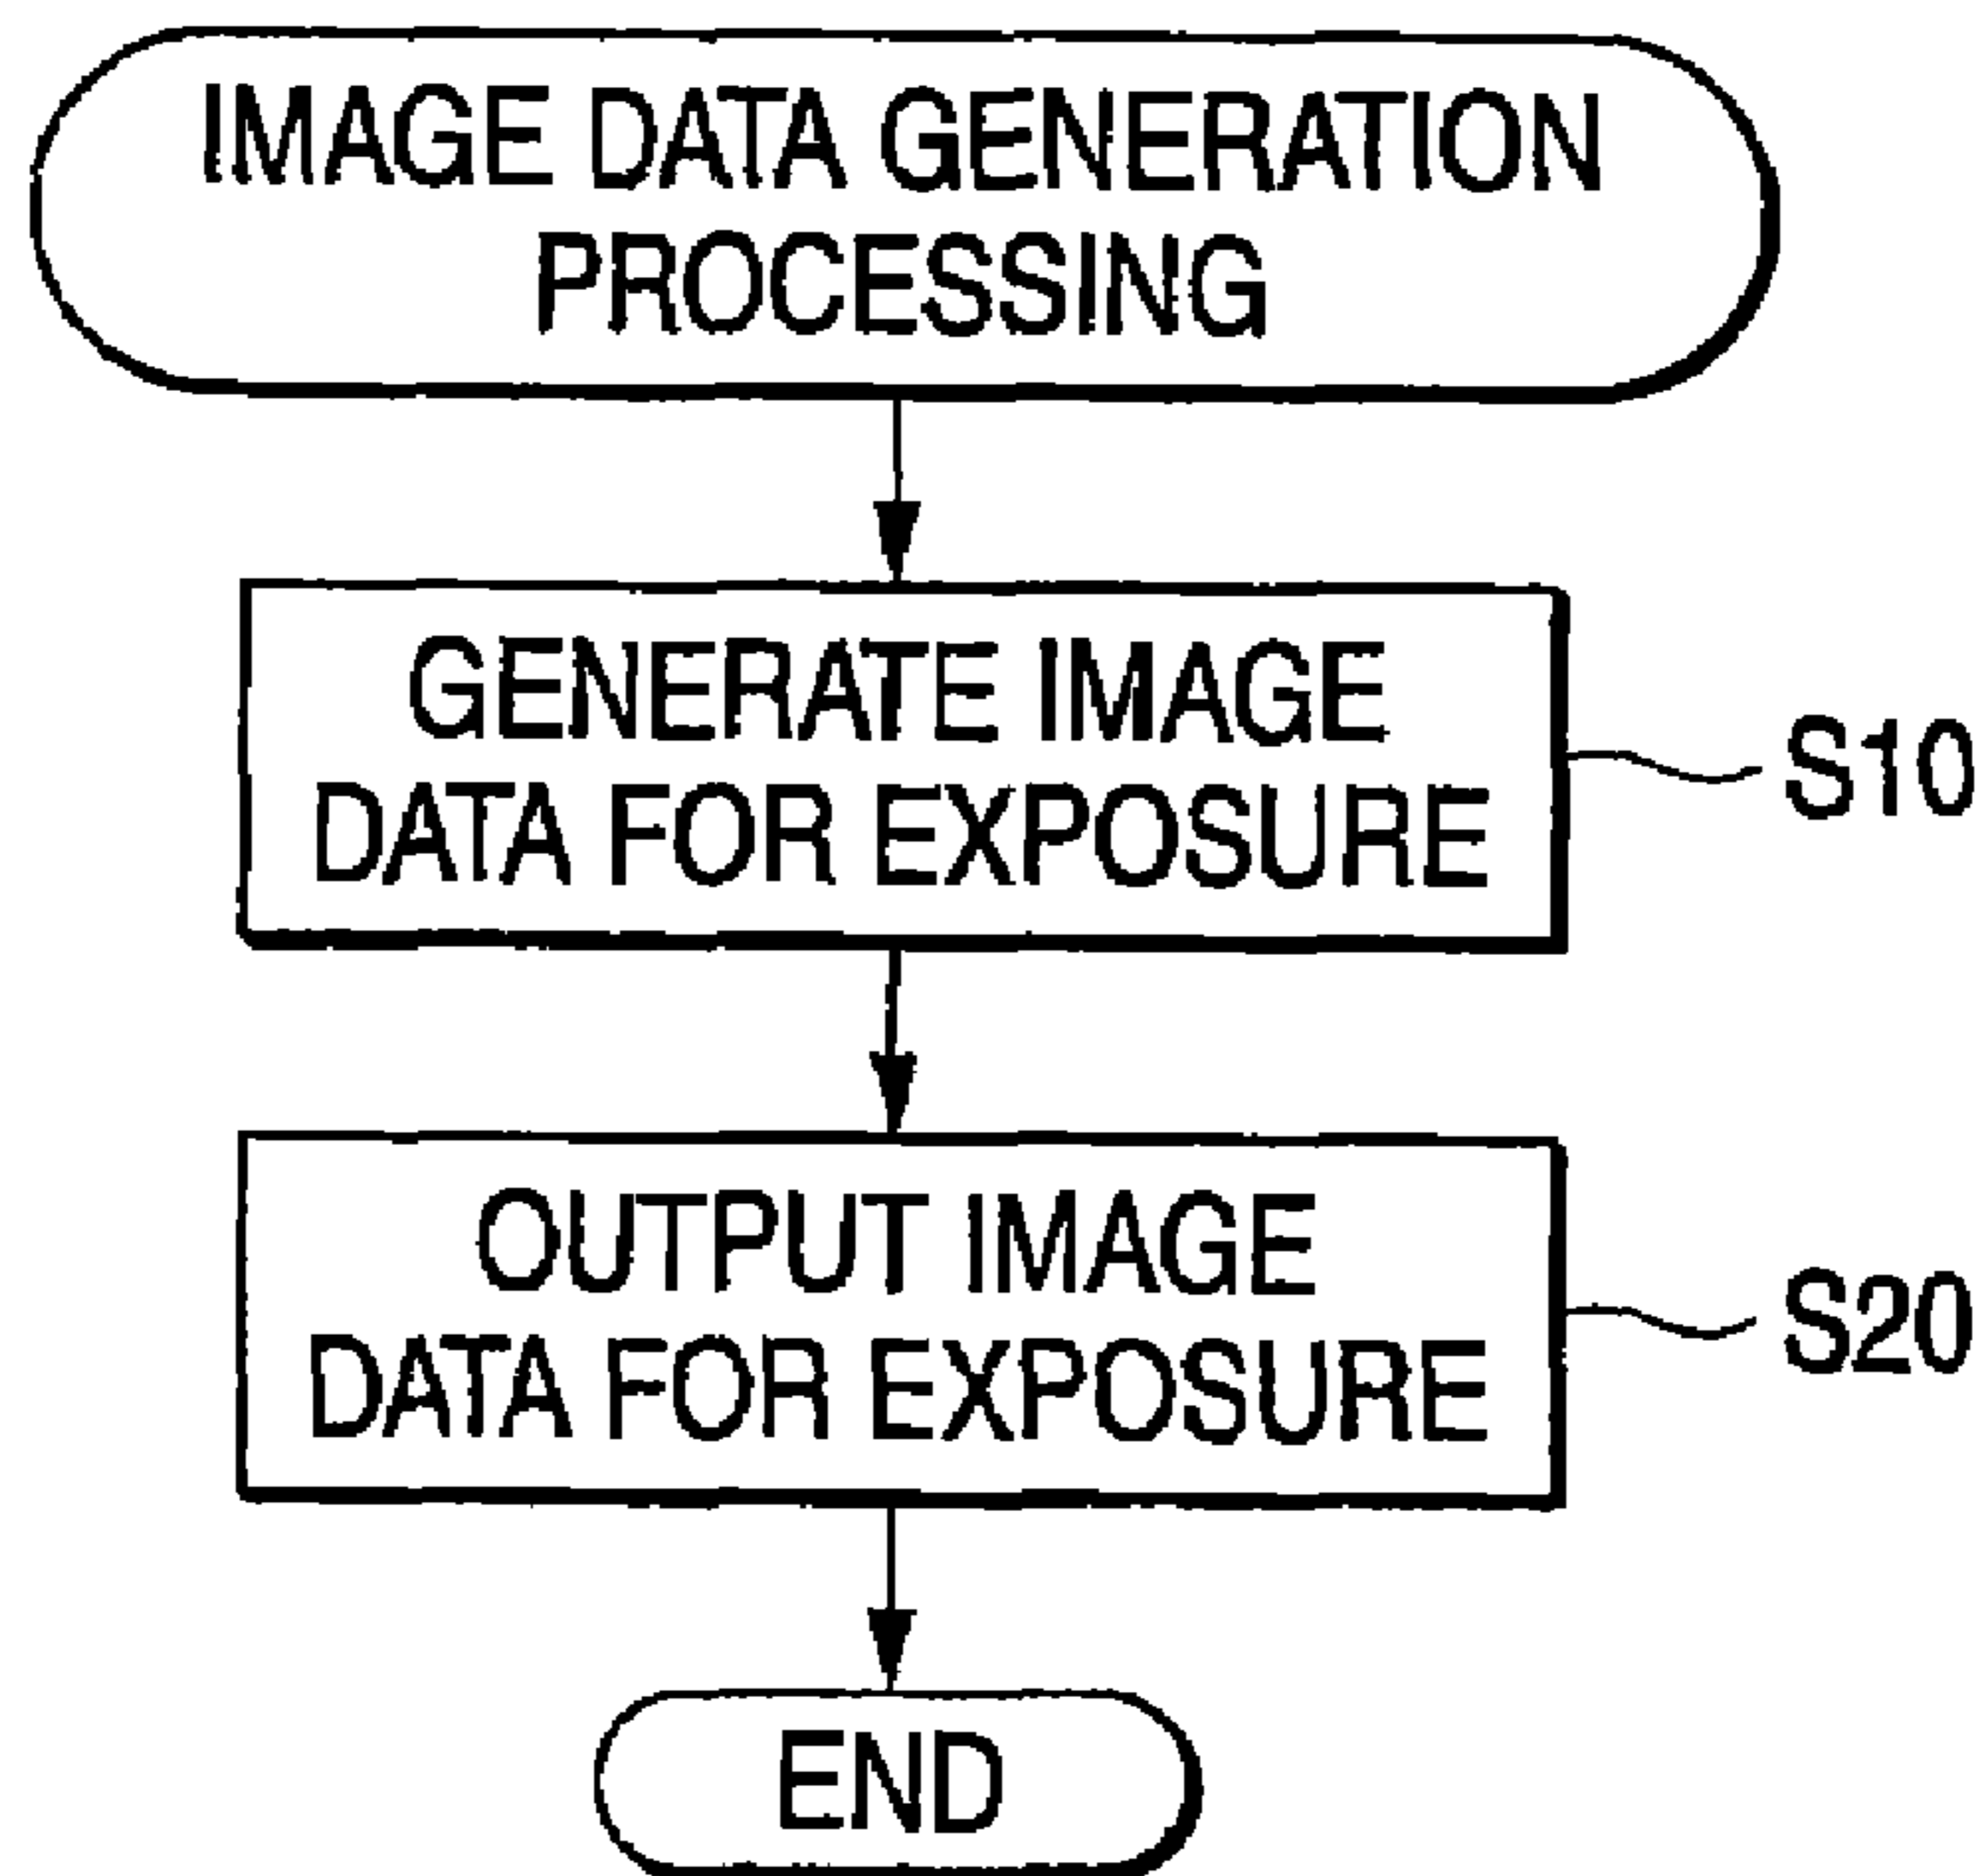 IMAGE DATA GENERATION
PROCESSING
GENERATE IMAGE
DATA FOR EXPOSURE
S10
OUTPUT IMAGE
DATA FOR EXPOSURE
S20
END